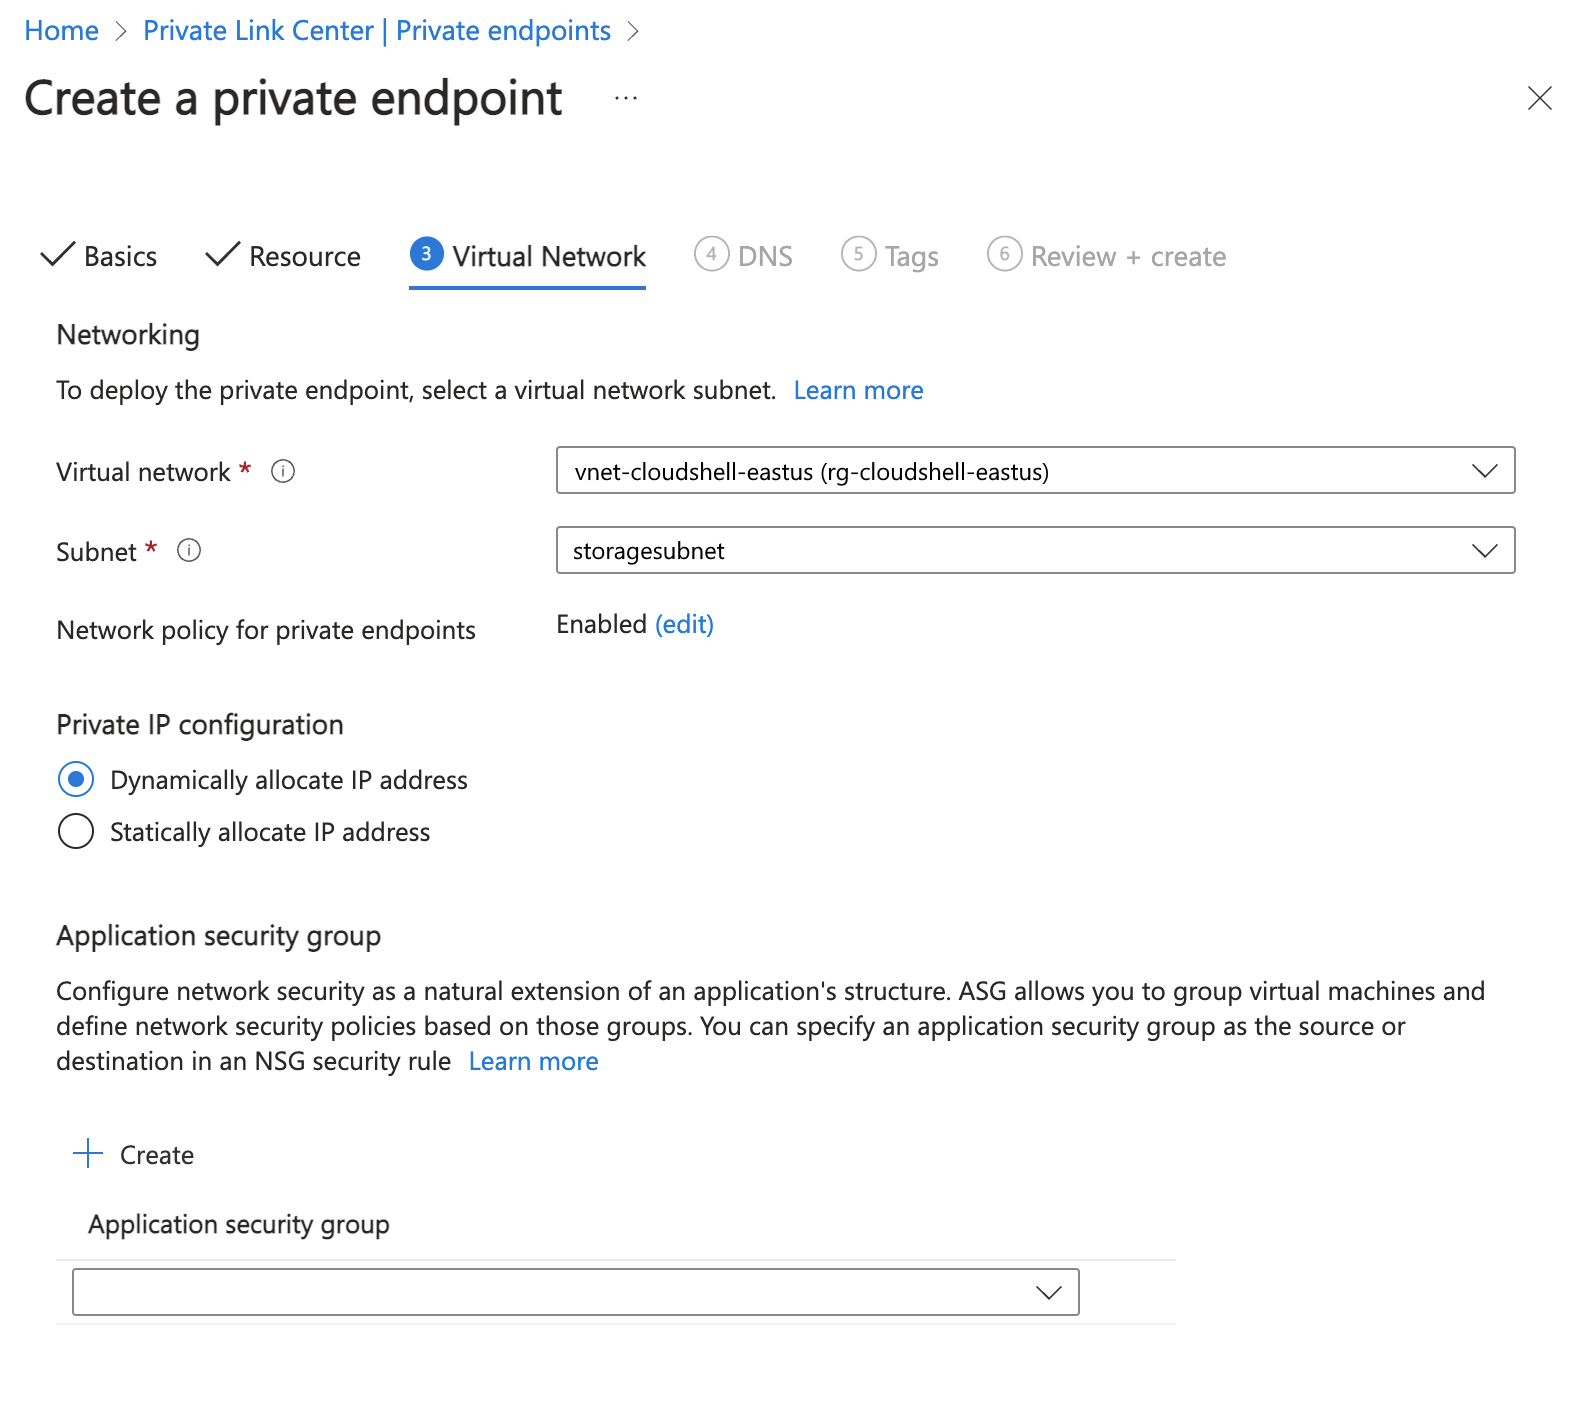 Home > Private Link Center | Private endpoints >
Create a private endpoint ...
Basics Resource 3 Virtual Network 4 DNS 5 Tags 6 Review + create
Networking
To deploy the private endpoint, select a virtual network subnet. Learn more
Virtual network * vnet-cloudshell-eastus (rg-cloudshell-eastus)
Subnet * storagesubnet
Network policy for private endpoints Enabled (edit)
Private IP configuration
Dynamically allocate IP address
Statically allocate IP address
Application security group
Configure network security as a natural extension of an application's structure. ASG allows you to group virtual machines and
define network security policies based on those groups. You can specify an application security group as the source or
destination in an NSG security rule Learn more
+ Create
Application security group